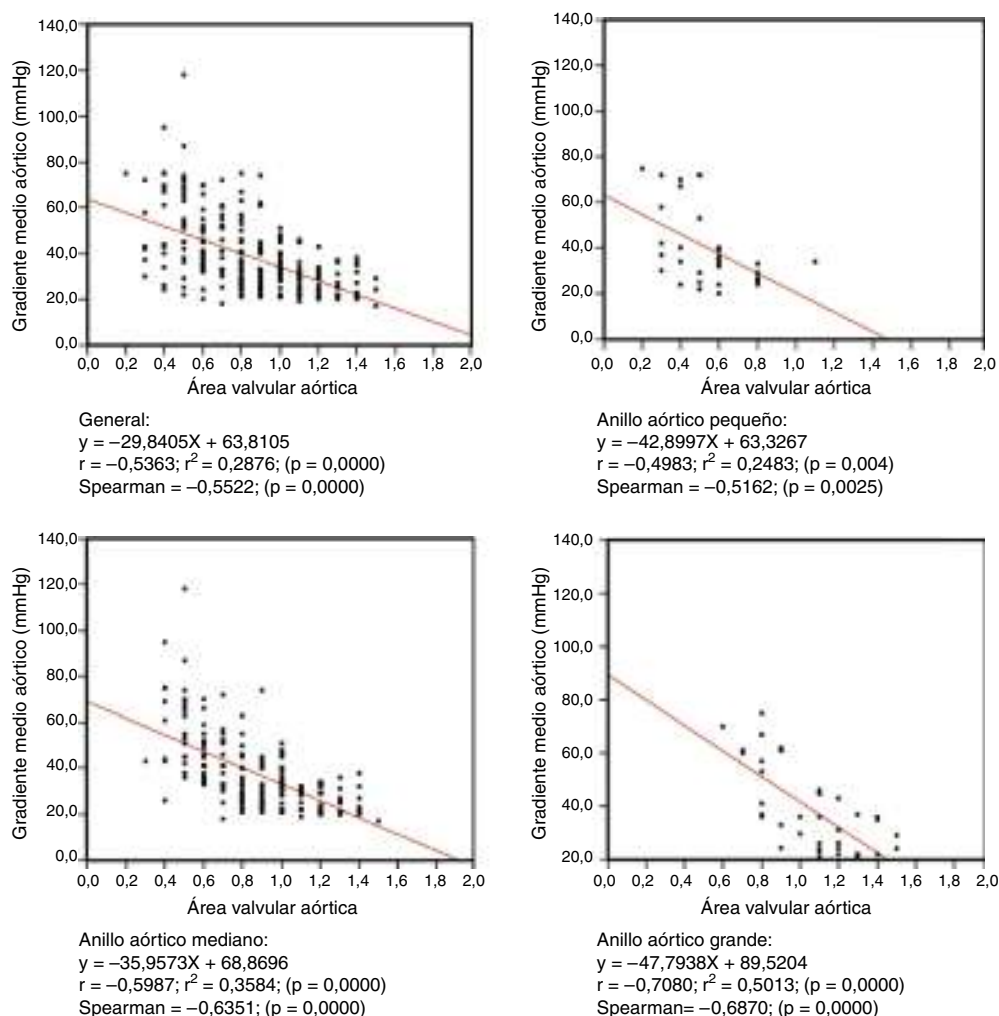 Gradiente medio aórtico (mmHg)
140,0
120,0
100,0
80,0
60,0
40,0
20,0
0,0
0,0 0,2 0,4 0,6 0,8 1,0 1,2 1,4 1,6 1,8 2,0
Área valvular aórtica
General:
y = –29,8405X + 63,8105
r = –0,5363; r² = 0,2876; (p = 0,0000)
Spearman = –0,5522; (p = 0,0000)
Gradiente medio aórtico (mmHg)
140,0
120,0
100,0
80,0
60,0
40,0
20,0
0,0
0,0 0,2 0,4 0,6 0,8 1,0 1,2 1,4 1,6 1,8 2,0
Área valvular aórtica
Anillo aórtico pequeño:
y = –42,8997X + 63,3267
r = –0,4983; r² = 0,2483; (p = 0,004)
Spearman = –0,5162; (p = 0,0025)
Gradiente medio aórtico (mmHg)
140,0
120,0
100,0
80,0
60,0
40,0
20,0
0,0
0,0 0,2 0,4 0,6 0,8 1,0 1,2 1,4 1,6 1,8 2,0
Área valvular aórtica
Anillo aórtico mediano:
y = –35,9573X + 68,8696
r = –0,5987; r² = 0,3584; (p = 0,0000)
Spearman = –0,6351; (p = 0,0000)
Gradiente medio aórtico (mmHg)
140,0
120,0
100,0
80,0
60,0
40,0
20,0
0,0 0,2 0,4 0,6 0,8 1,0 1,2 1,4 1,6 1,8 2,0
Área valvular aórtica
Anillo aórtico grande:
y = –47,7938X + 89,5204
r = –0,7080; r² = 0,5013; (p = 0,0000)
Spearman= –0,6870; (p = 0,0000)